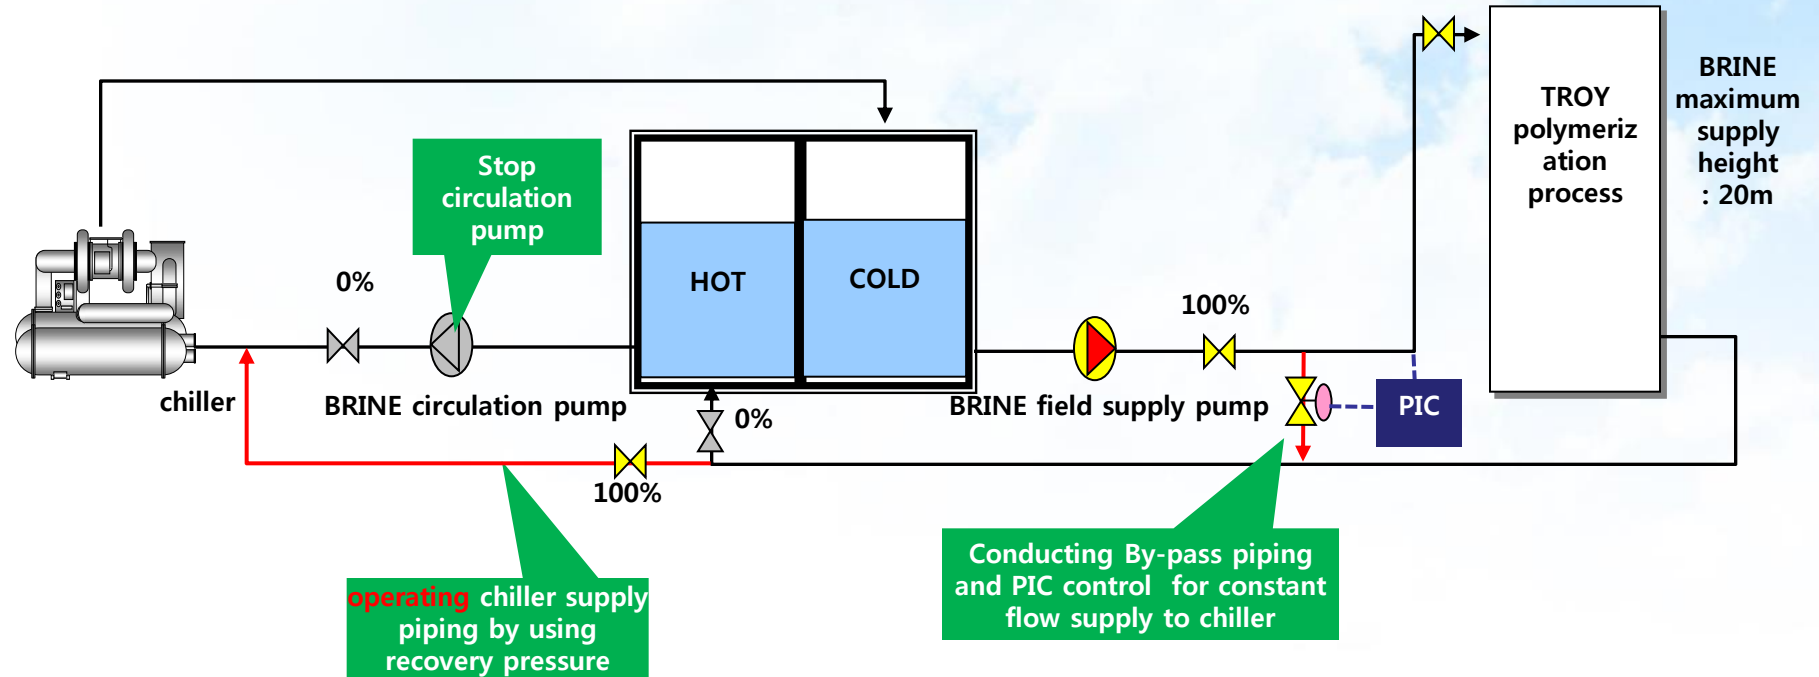 BRINE
maximum
supply
height
: 20m
TROY
polymeriz
ation
process
Stop
circulation
pump
0%
HOT
COLD
100%
chiller
BRINE circulation pump
0%
BRINE field supply pump
PIC
100%
operating chiller supply
piping by using
recovery pressure
Conducting By-pass piping
and PIC control for constant
flow supply to chiller